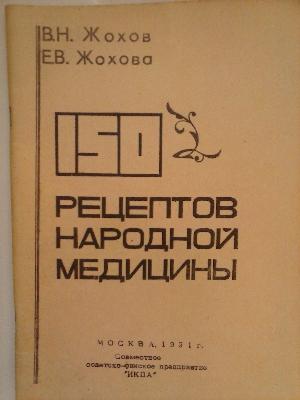 В.Н. Жохов
Е.В. Жохова
150
РЕЦЕПТОВ
НАРОДНОЙ
МЕДИЦИНЫ
МОСКВА, 1991 г.
Совместное
советско-финское предприятие
"ИКПА"